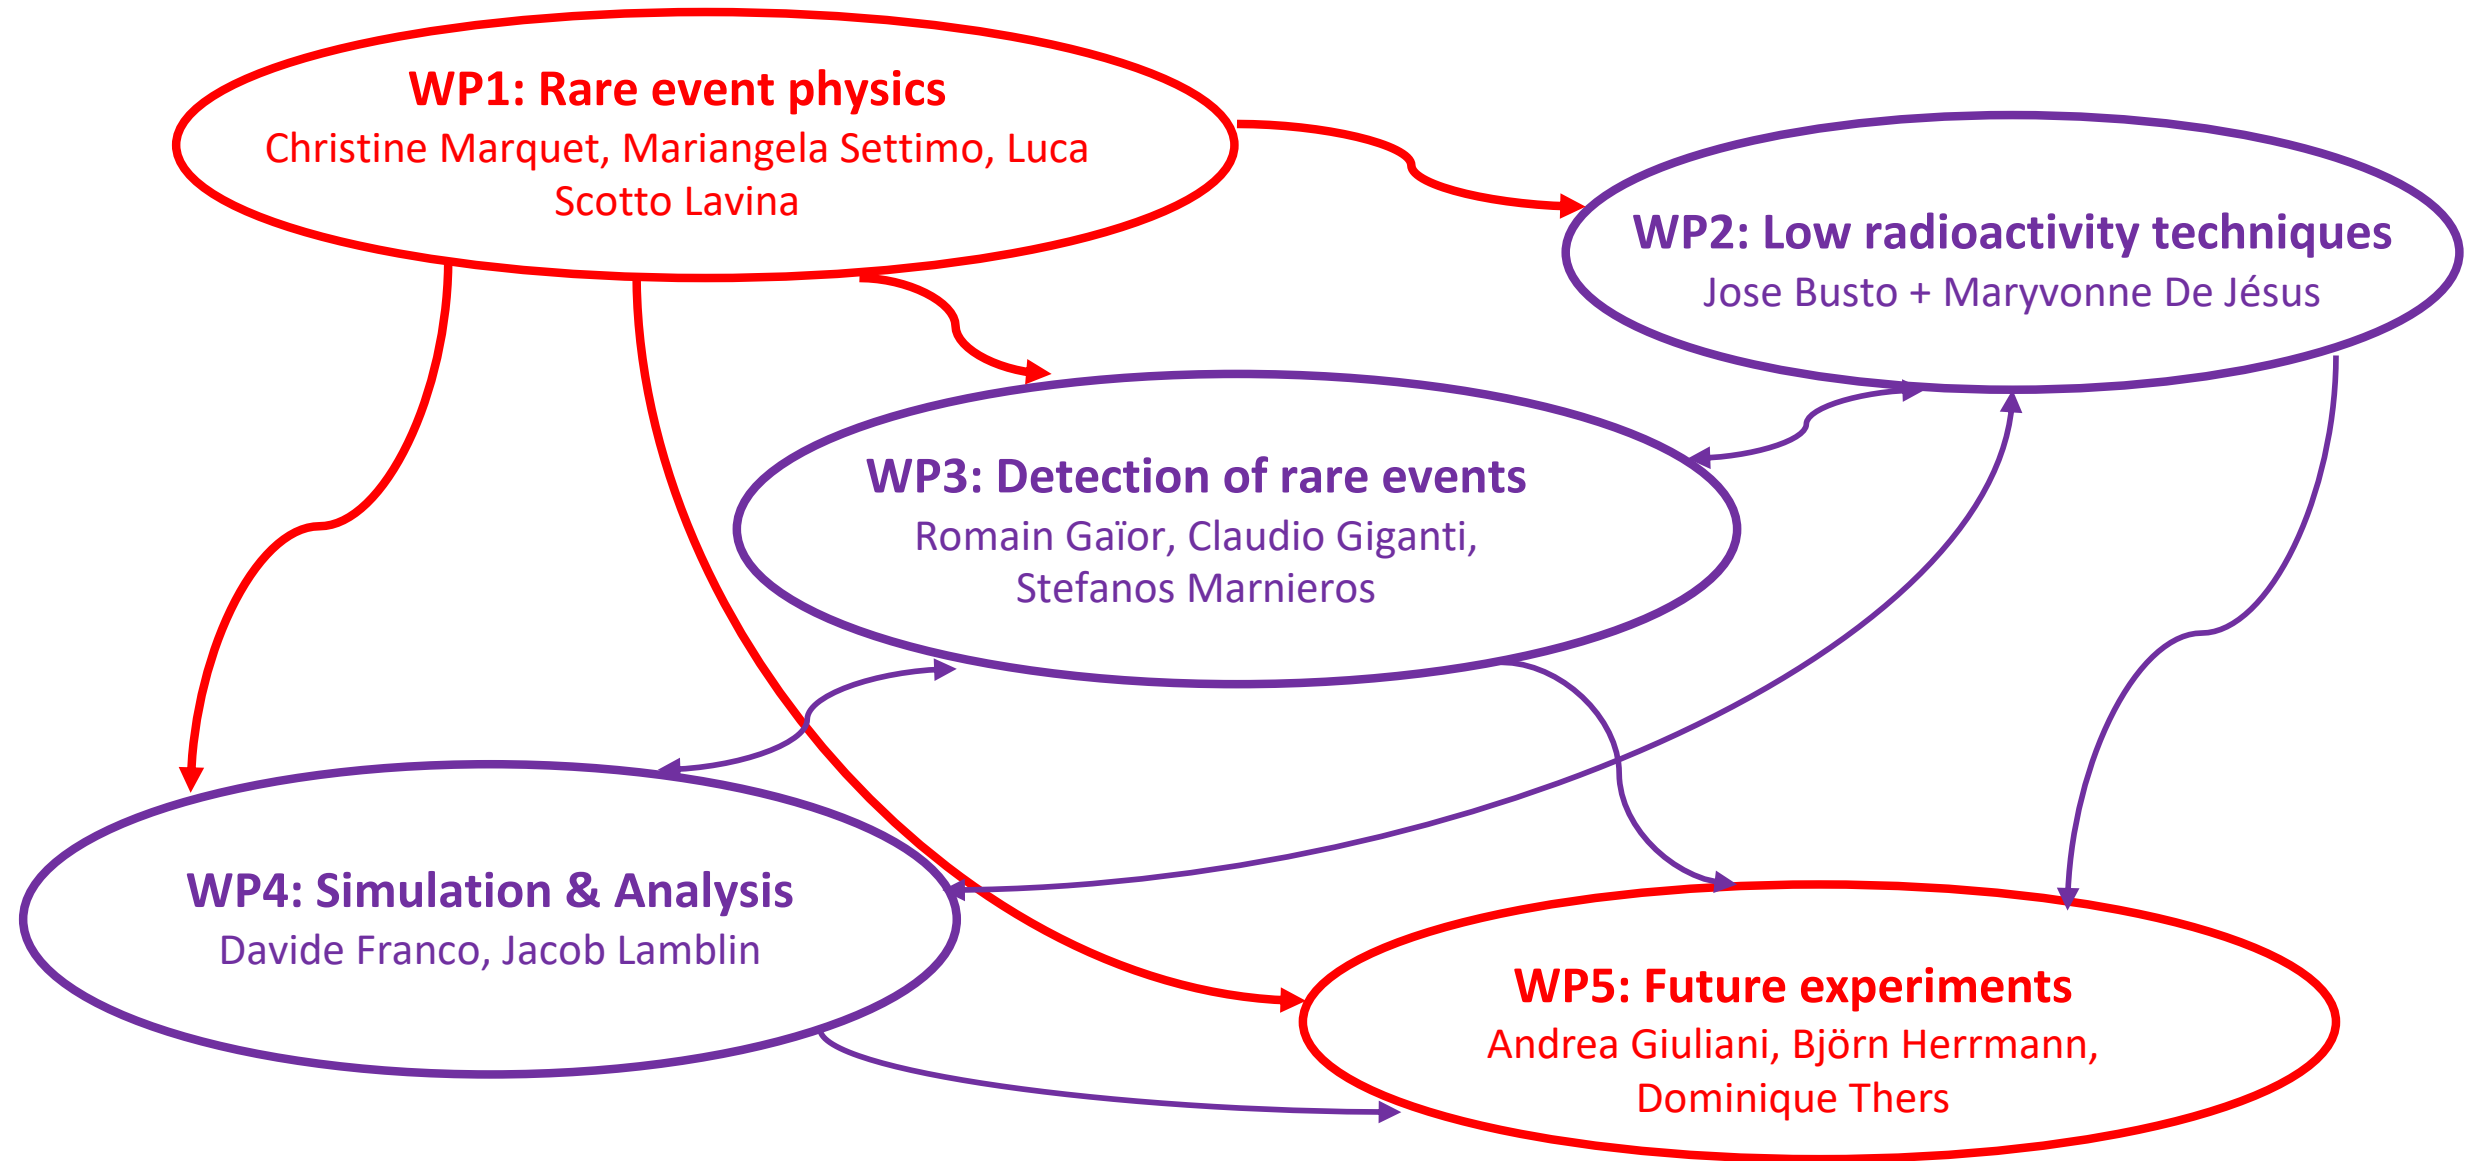 WP1: Rare event physics
Christine Marquet, Mariangela Settimo, Luca
Scotto Lavina
WP2: Low radioactivity techniques
Jose Busto + Maryvonne De Jésus
WP3: Detection of rare events
Romain Gaïor, Claudio Giganti,
Stefanos Marnieros
WP4: Simulation & Analysis
Davide Franco, Jacob Lamblin
WP5: Future experiments
Andrea Giuliani, Björn Herrmann,
Dominique Thers